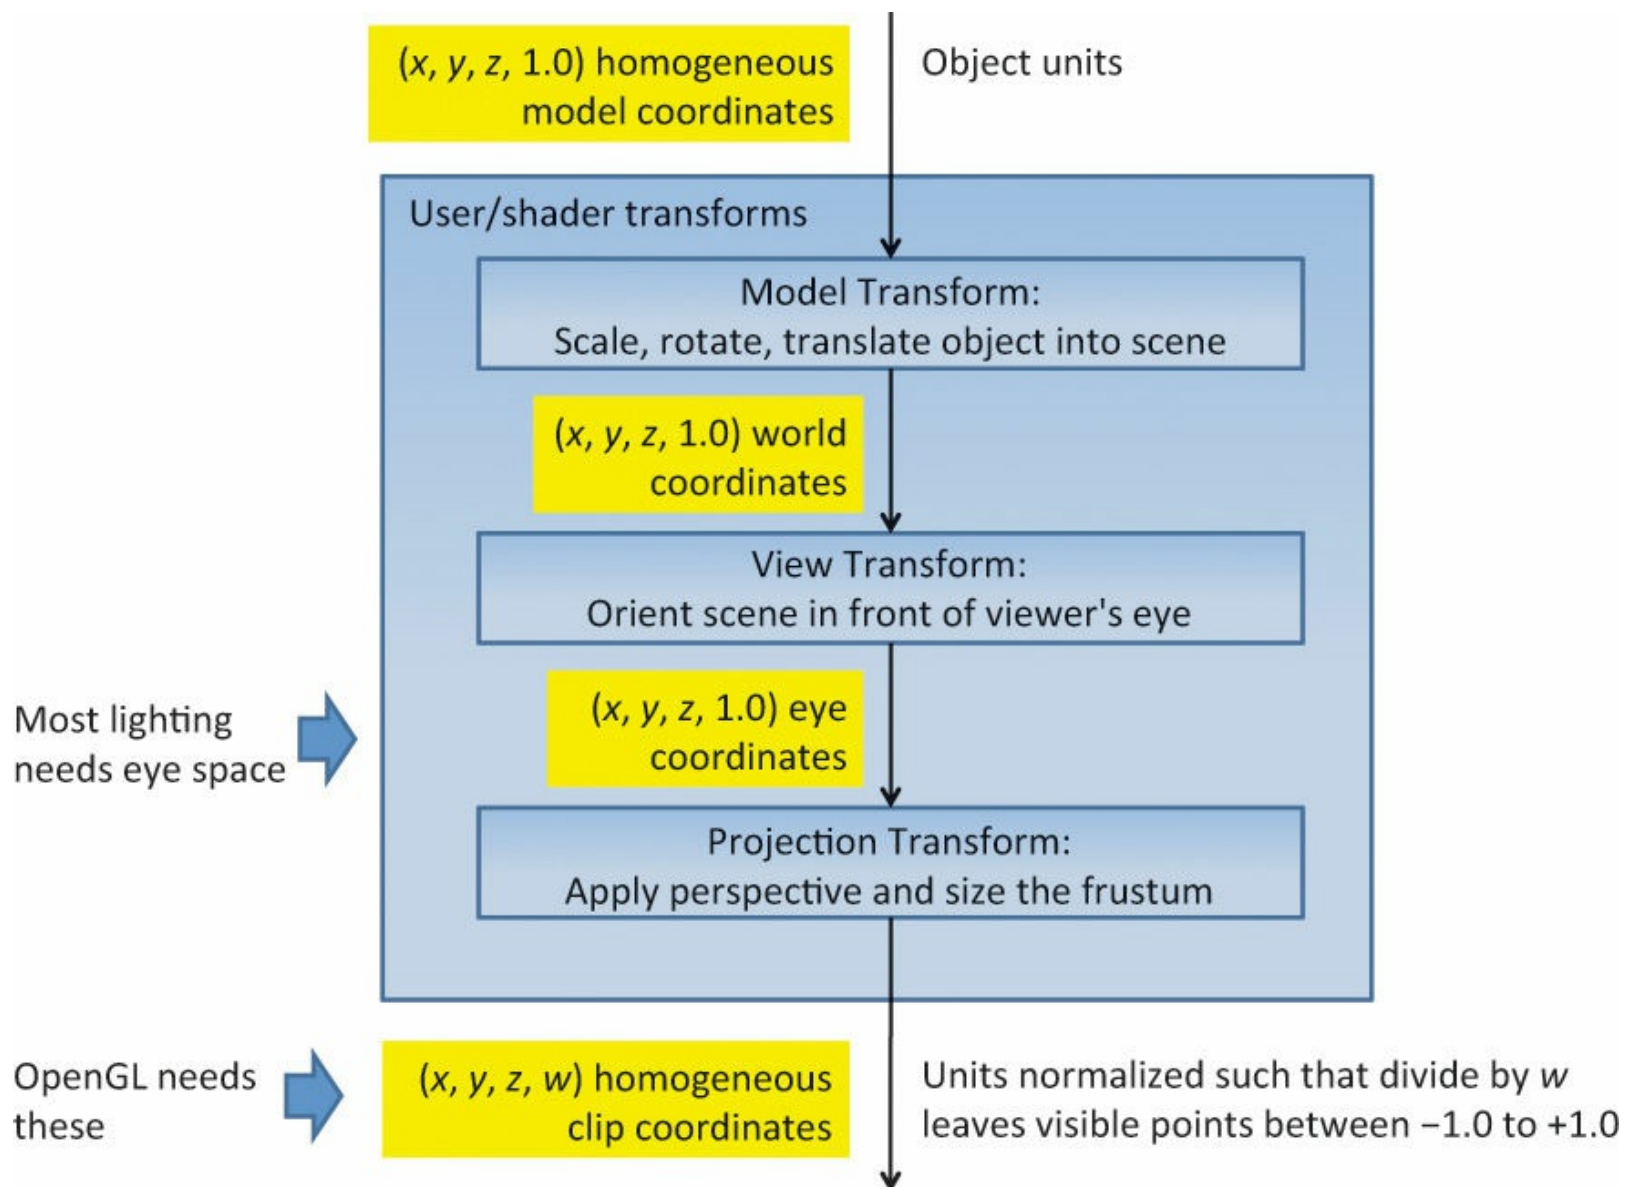 (x, y, z, 1.0) homogeneous
model coordinates
Object units
User/shader transforms
Model Transform:
Scale, rotate, translate object into scene
(x, y, z, 1.0) world
coordinates
View Transform:
Orient scene in front of viewer's eye
Most lighting
needs eye space
(x, y, z, 1.0) eye
coordinates
Projection Transform:
Apply perspective and size the frustum
OpenGL needs
these
(x, y, z, w) homogeneous
clip coordinates
Units normalized such that divide by w
leaves visible points between −1.0 to +1.0